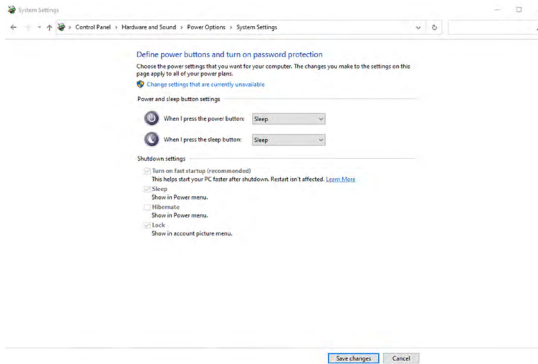 System Settings
Control Panel > Hardware and Sound > Power Options > System Settings
Define power buttons and turn on password protection
Choose the power settings that you want for your computer. The changes you make to the settings on this
page apply to all of your power plans.
Change settings that are currently unavailable
Power and sleep button settings
When I press the power button: Sleep
When I press the sleep button: Sleep
Shutdown settings
Turn on fast startup (recommended)
This helps start your PC faster after shutdown. Restart isn't affected. Learn More
Sleep
Show in Power menu.
Hibernate
Show in Power menu.
Lock
Show in account picture menu.
Save changes Cancel